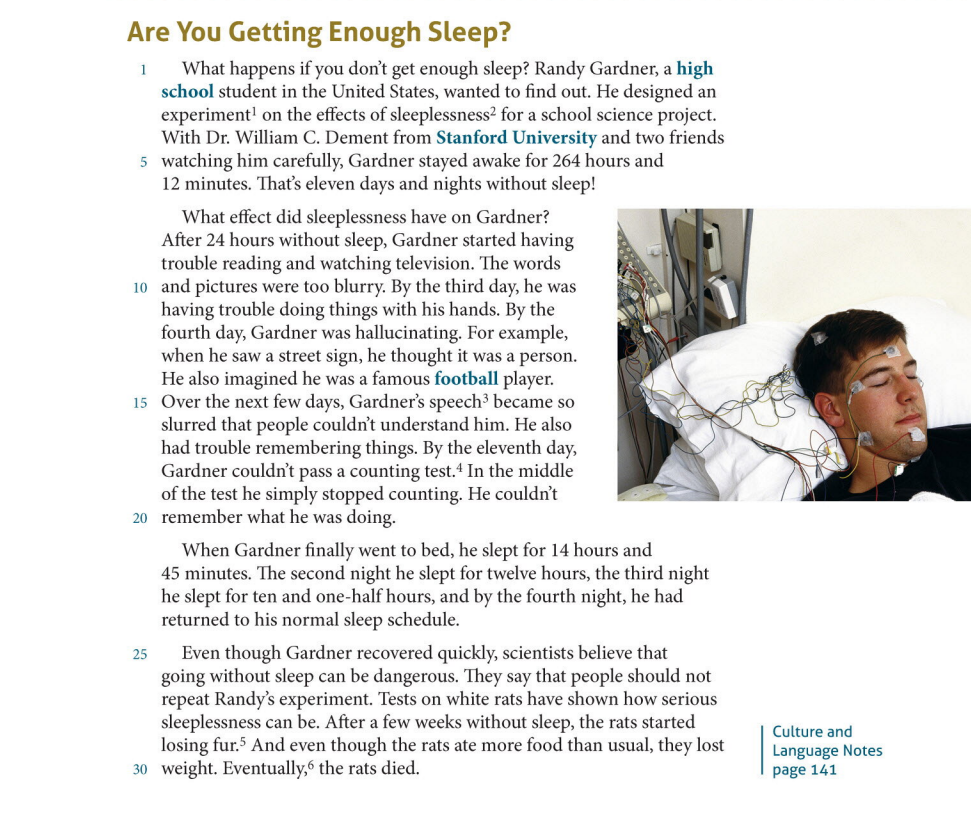 Are You Getting Enough Sleep?
1 What happens if you don’t get enough sleep? Randy Gardner, a high
school student in the United States, wanted to find out. He designed an
experiment1 on the effects of sleeplessness2 for a school science project.
With Dr. William C. Dement from Stanford University and two friends
5 watching him carefully, Gardner stayed awake for 264 hours and
12 minutes. That’s eleven days and nights without sleep!
What effect did sleeplessness have on Gardner?
After 24 hours without sleep, Gardner started having
trouble reading and watching television. The words
10 and pictures were too blurry. By the third day, he was
having trouble doing things with his hands. By the
fourth day, Gardner was hallucinating. For example,
when he saw a street sign, he thought it was a person.
He also imagined he was a famous football player.
15 Over the next few days, Gardner’s speech3 became so
slurred that people couldn’t understand him. He also
had trouble remembering things. By the eleventh day,
Gardner couldn’t pass a counting test.4 In the middle
of the test he simply stopped counting. He couldn’t
20 remember what he was doing.
When Gardner finally went to bed, he slept for 14 hours and
45 minutes. The second night he slept for twelve hours, the third night
he slept for ten and one-half hours, and by the fourth night, he had
returned to his normal sleep schedule.
25 Even though Gardner recovered quickly, scientists believe that
going without sleep can be dangerous. They say that people should not
repeat Randy’s experiment. Tests on white rats have shown how serious
sleeplessness can be. After a few weeks without sleep, the rats started
losing fur.5 And even though the rats ate more food than usual, they lost
30 weight. Eventually,6 the rats died.
Culture and
Language Notes
page 141